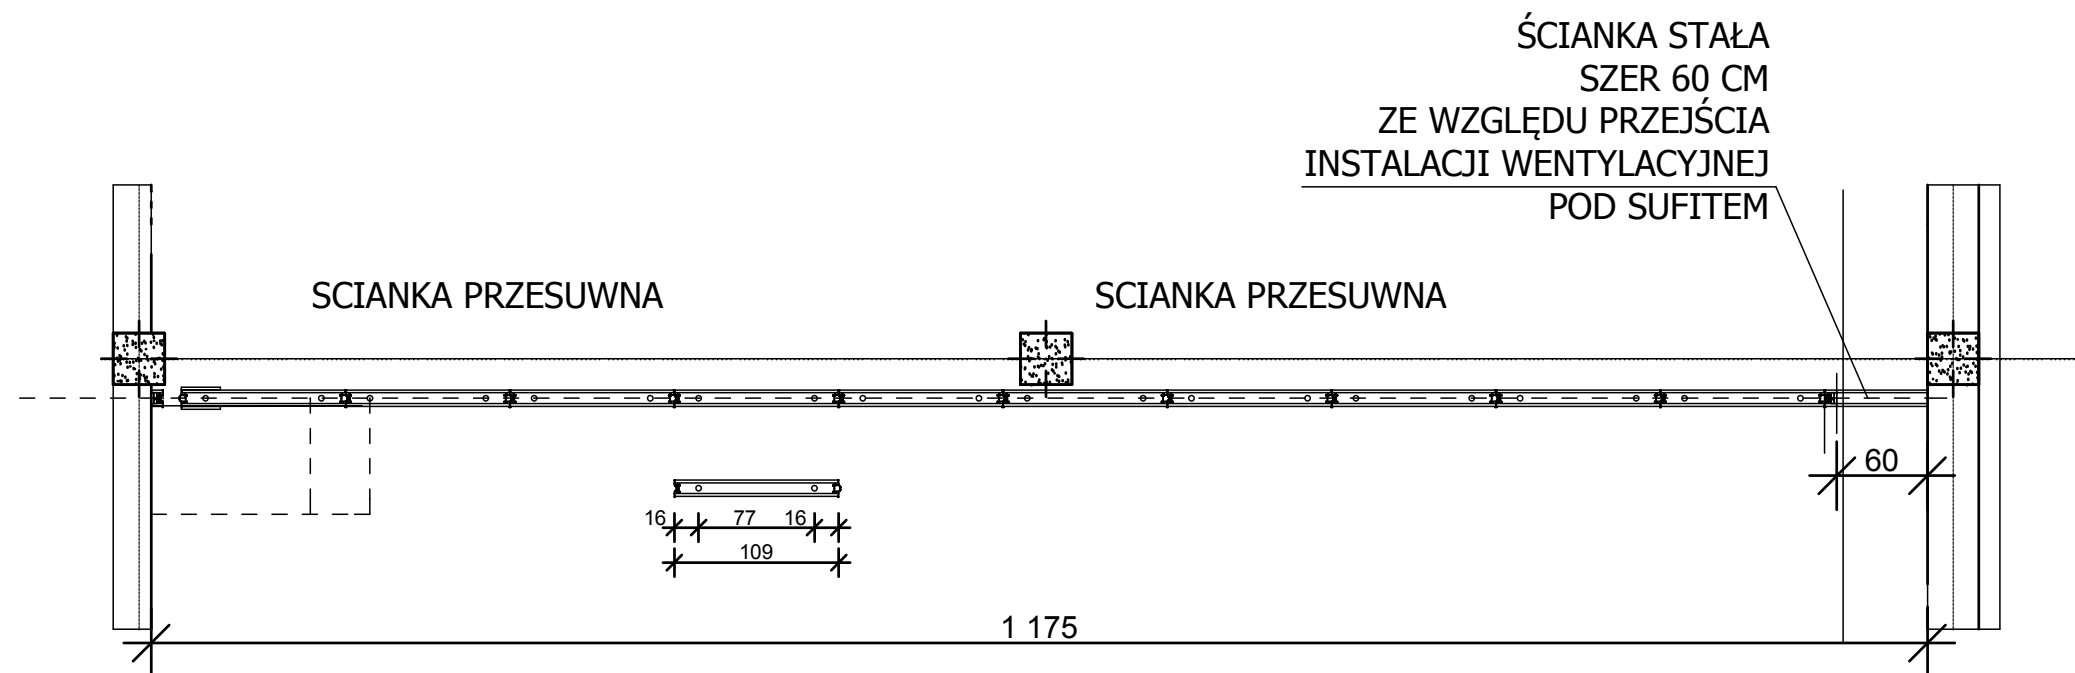 ŚCIANKA STAŁA
SZER 60 CM
ZE WZGLĘDU PRZEJŚCIA
INSTALACJI WENTYLACYJNEJ
POD SUFITEM
SCIANKA PRZESUWNA
SCIANKA PRZESUWNA
60
16 77 16
109
1 175